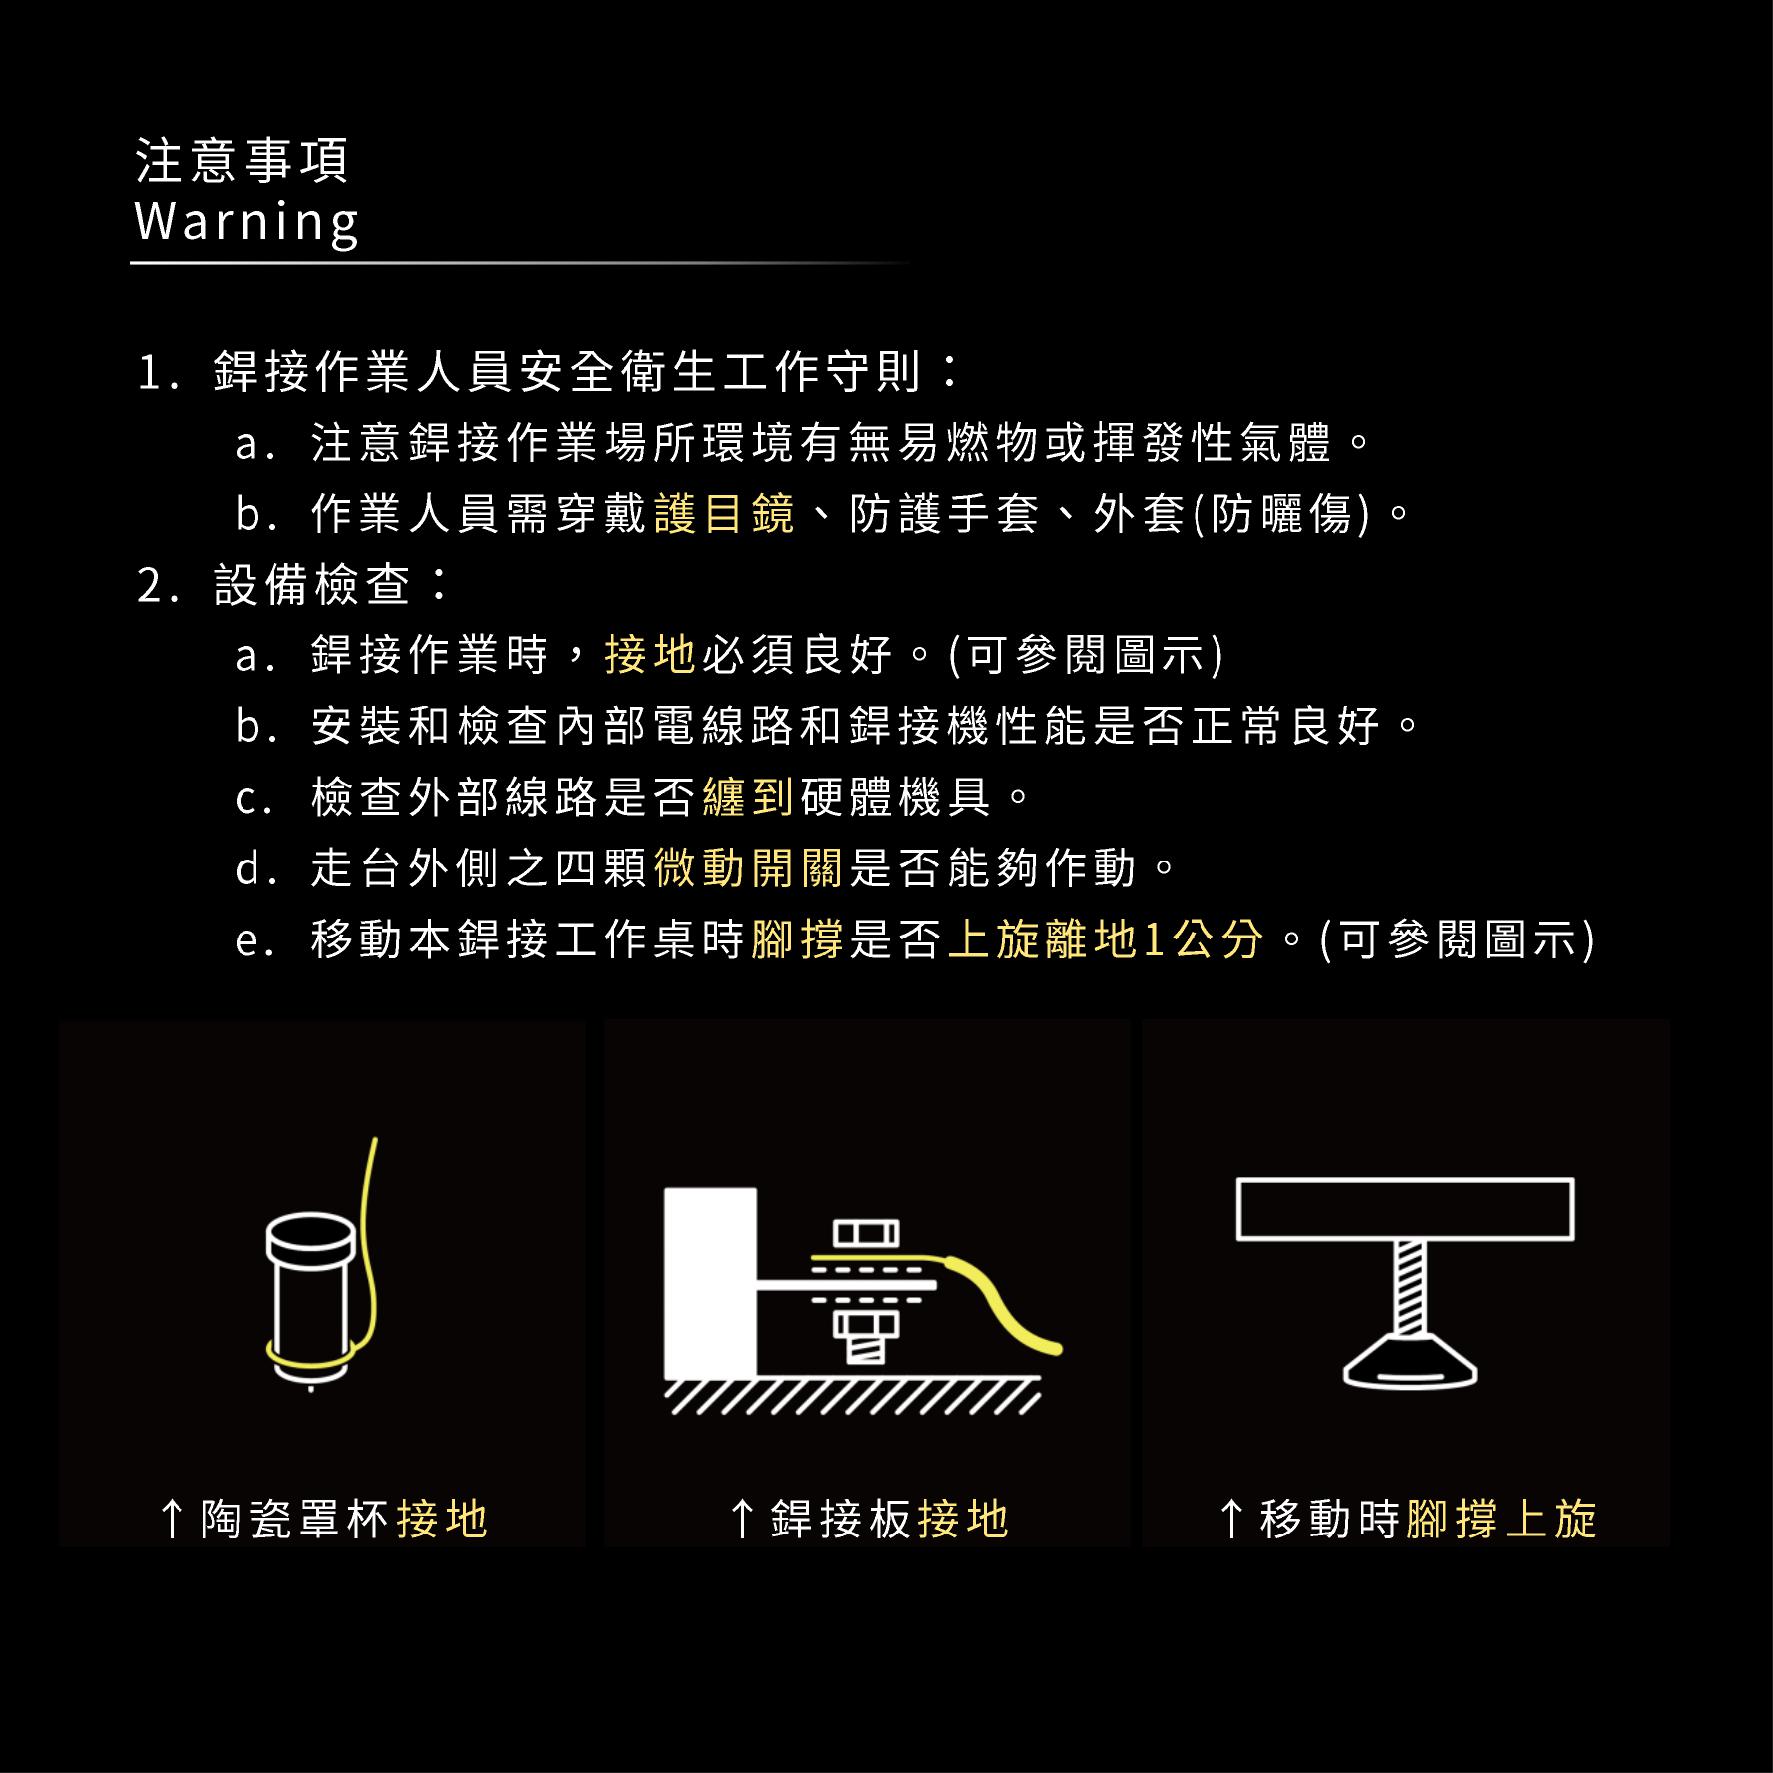 注意事項
Warning
1. 銲接作業人員安全衛生工作守則：
a. 注意銲接作業場所環境有無易燃物或揮發性氣體。
b. 作業人員需穿戴護目鏡、防護手套、外套(防曬傷)。
2. 設備檢查：
a. 銲接作業時，接地必須良好。(可參閱圖示)
b. 安裝和檢查內部電線路和銲接機性能是否正常良好。
c. 檢查外部線路是否纏到硬體機具。
d. 走台外側之四顆微動開關是否能夠作動。
e. 移動本銲接工作桌時腳撐是否上旋離地1公分。(可參閱圖示)
↑陶瓷罩杯接地
↑銲接板接地
↑移動時腳撐上旋